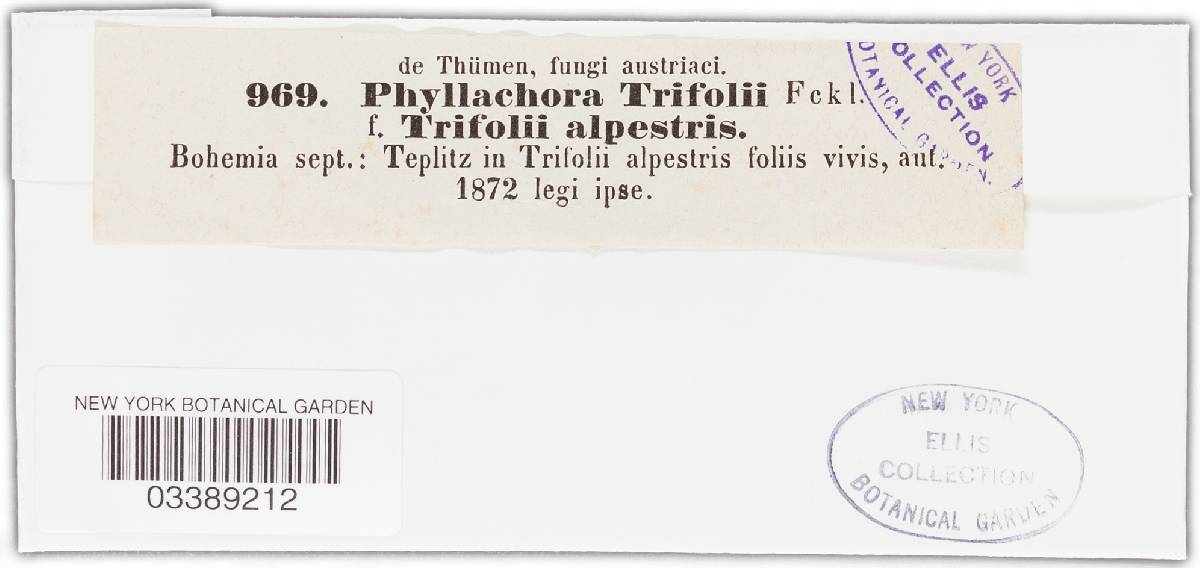 de Thümen, fungi austriaci.
969. Phyllachora Trifolii Fckl.
f. Trifolii alpestris.
Bohemia sept.: Teplitz in Trifolii alpestris foliis vivis, aut.
1872 legi ipse.
YORK
ELLIS
COLLECTION
BOTANICAL GARDEN.
NEW YORK BOTANICAL GARDEN
03389212
NEW YORK
ELLIS
COLLECTION
BOTANICAL GARDEN